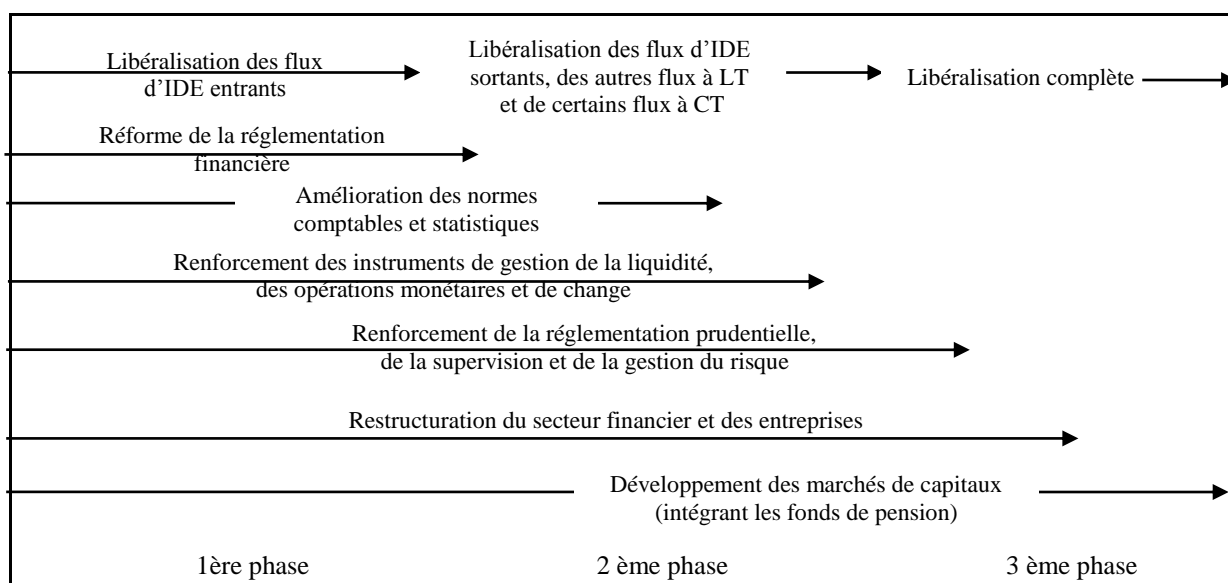 Libéralisation des flux
d’IDE entrants
Libéralisation des flux d’IDE
sortants, des autres flux à LT
et de certains flux à CT
Libéralisation complète
Réforme de la réglementation
financière
Amélioration des normes
comptables et statistiques
Renforcement des instruments de gestion de la liquidité,
des opérations monétaires et de change
Renforcement de la réglementation prudentielle,
de la supervision et de la gestion du risque
Restructuration du secteur financier et des entreprises
Développement des marchés de capitaux
(intégrant les fonds de pension)
1ère phase
2 ème phase
3 ème phase